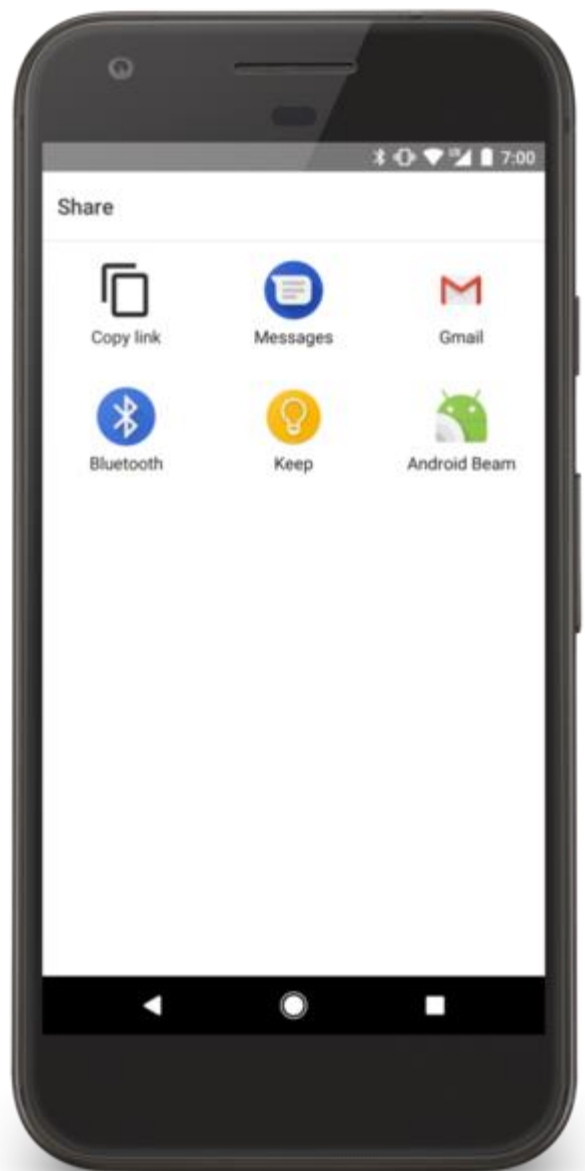 7:00
Share
Copy link
Messages
Gmail
Bluetooth
Keep
Android Beam